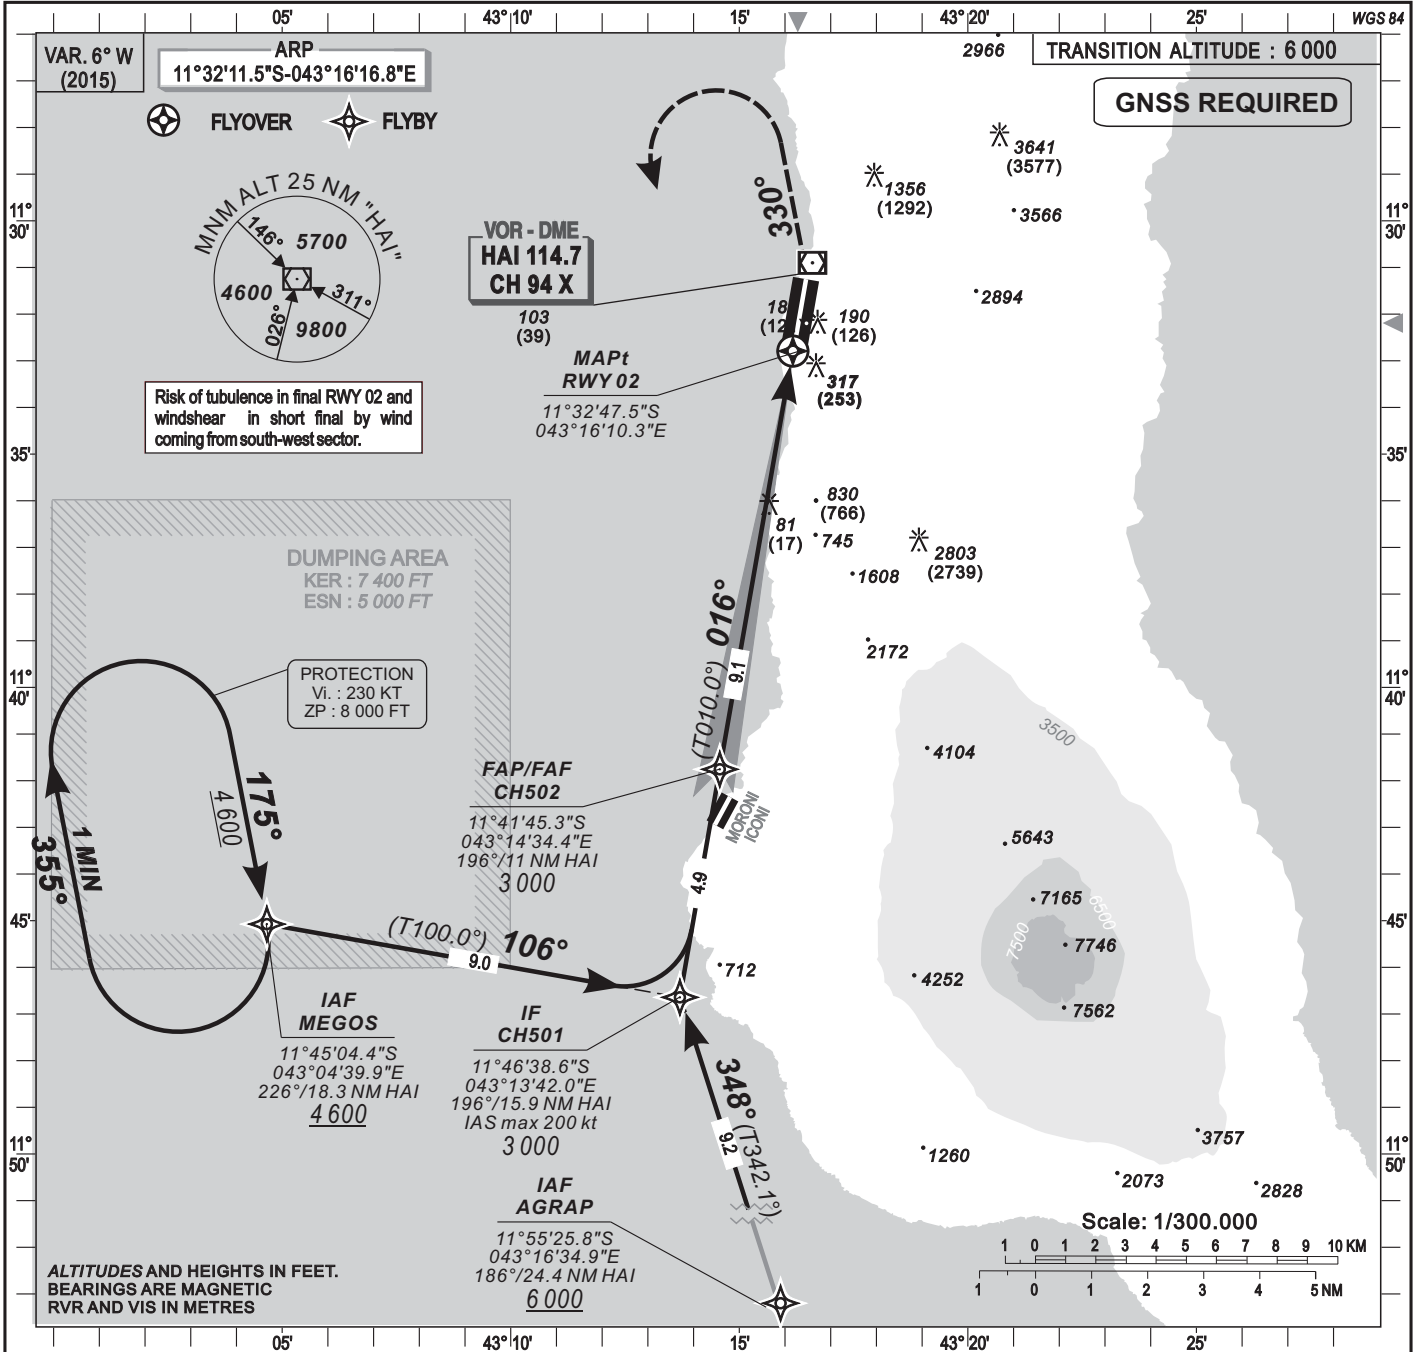 05'
43°10'
15'
43°20'
25'
WGS 84
VAR. 6° W
(2015)
ARP
11°32'11.5"S-043°16'16.8"E
FLYOVER
FLYBY
2966
TRANSITION ALTITUDE : 6 000
GNSS REQUIRED
3641
(3577)
1356
(1292)
3566
MNM ALT 25 NM "HAI"
146°
5700
4600
311°
026°
9800
11°
30'
11°
30'
330°
VOR - DME
HAI 114.7
CH 94 X
103
(39)
2894
18
(12
190
(126)
MAPt
RWY 02
11°32'47.5"S
043°16'10.3"E
317
(253)
Risk of turbulence in final RWY 02 and
windshear in short final by wind
coming from south-west sector.
35'
35'
830
(766)
81
(17)
745
2803
(2739)
1608
DUMPING AREA
KER : 7 400 FT
ESN : 5 000 FT
016°
(T010.0°)
9.1
2172
11°
40'
11°
40'
PROTECTION
Vi. : 230 KT
ZP : 8 000 FT
3500
4104
FAP/FAF
CH502
11°41'45.3"S
043°14'34.4"E
196°/11 NM HAI
3 000
MORONI
ICONI
175°
4 600
1 MIN
355°
5643
4.9
7165
6500
7500
7746
45'
45'
(T100.0°)
106°
9.0
712
4252
7562
IAF
MEGOS
11°45'04.4"S
043°04'39.9"E
226°/18.3 NM HAI
4 600
IF
CH501
11°46'38.6"S
043°13'42.0"E
196°/15.9 NM HAI
IAS max 200 kt
3 000
348°
(T342.1°)
9.2
3757
1260
11°
50'
11°
50'
2073
2828
IAF
AGRAP
11°55'25.8"S
043°16'34.9"E
186°/24.4 NM HAI
6 000
Scale: 1/300.000
1 0 1 2 3 4 5 6 7 8 9 10 KM
1 0 1 2 3 4 5 NM
ALTITUDES AND HEIGHTS IN FEET.
BEARINGS ARE MAGNETIC
RVR AND VIS IN METRES
05'
43°10'
15'
43°20'
25'